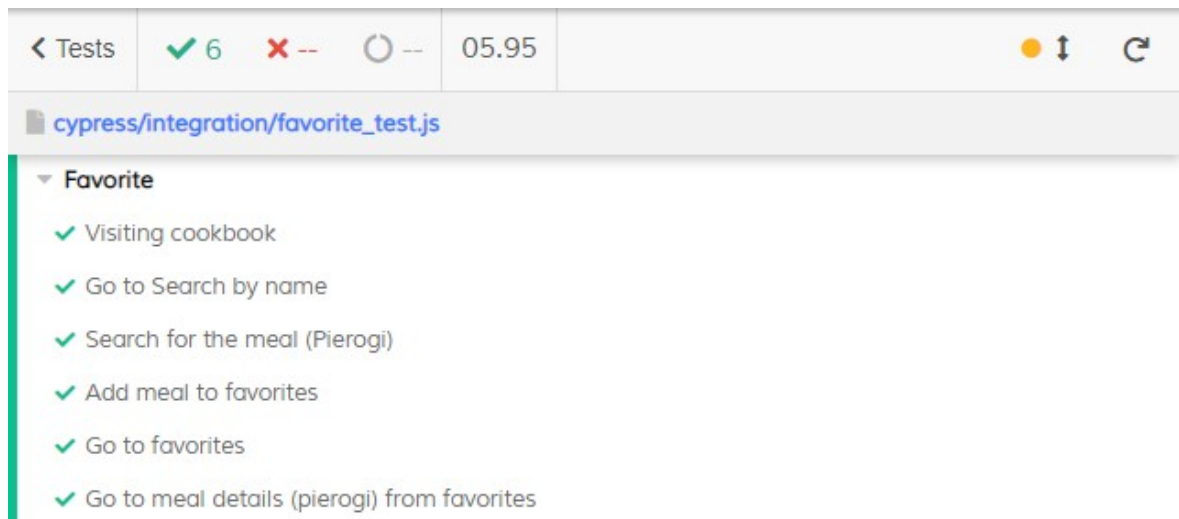 Tests 6 -- -- 05.95
cypress/integration/favorite_test.js
Favorite
Visiting cookbook
Go to Search by name
Search for the meal (Pierogi)
Add meal to favorites
Go to favorites
Go to meal details (pierogi) from favorites